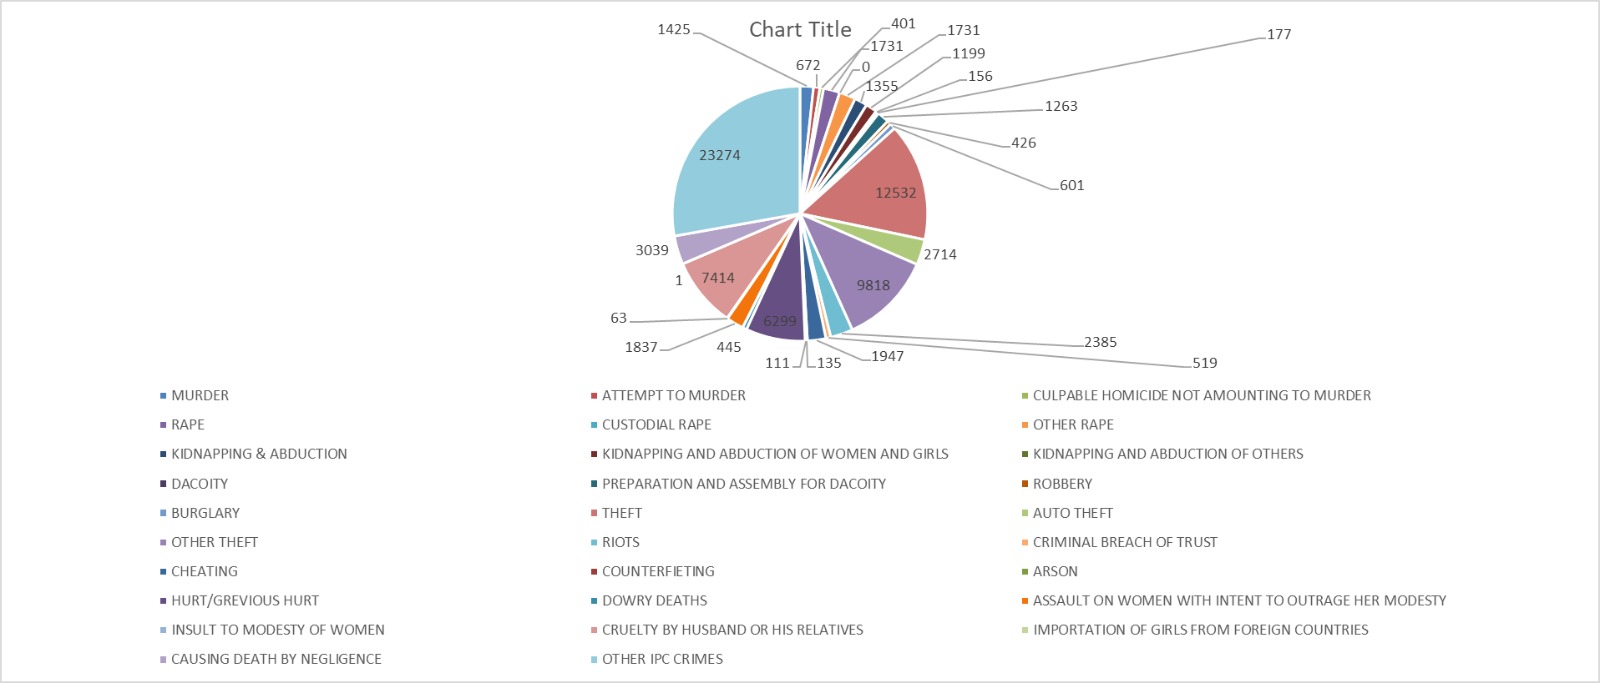 Chart Title
1425
672
401
1731
0
1731
1355
1199
156
177
1263
426
601
12532
2714
9818
2385
519
1947
135
111
6299
445
1837
63
7414
1
3039
23274
MURDER
ATTEMPT TO MURDER
CULPABLE HOMICIDE NOT AMOUNTING TO MURDER
RAPE
CUSTODIAL RAPE
OTHER RAPE
KIDNAPPING & ABDUCTION
KIDNAPPING AND ABDUCTION OF WOMEN AND GIRLS
KIDNAPPING AND ABDUCTION OF OTHERS
DACOITY
PREPARATION AND ASSEMBLY FOR DACOITY
ROBBERY
BURGLARY
THEFT
AUTO THEFT
OTHER THEFT
RIOTS
CRIMINAL BREACH OF TRUST
CHEATING
COUNTERFIETING
ARSON
HURT/GREVIOUS HURT
DOWRY DEATHS
ASSAULT ON WOMEN WITH INTENT TO OUTRAGE HER MODESTY
INSULT TO MODESTY OF WOMEN
CRUELTY BY HUSBAND OR HIS RELATIVES
IMPORTATION OF GIRLS FROM FOREIGN COUNTRIES
CAUSING DEATH BY NEGLIGENCE
OTHER IPC CRIMES